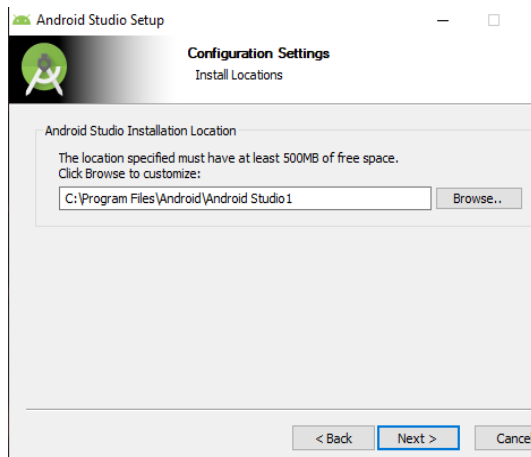 Android Studio Setup
Configuration Settings
Install Locations
Android Studio Installation Location
The location specified must have at least 500MB of free space.
Click Browse to customize:
C:\Program Files\Android\Android Studio1
Browse..
< Back
Next >
Cancel